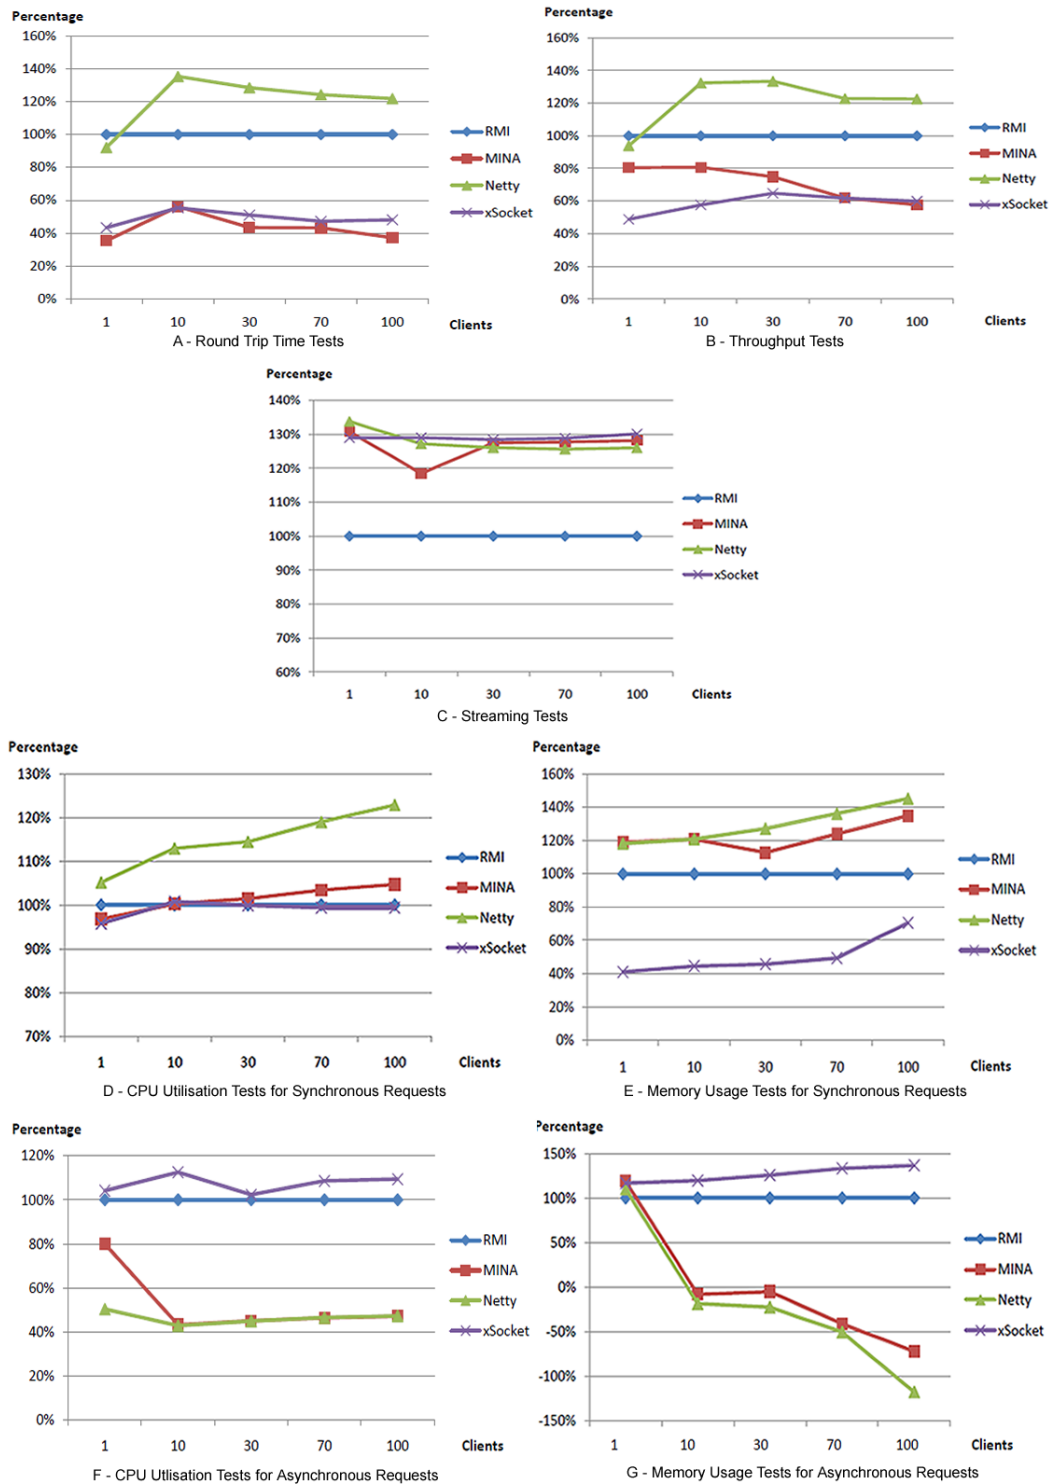 Percentage
160%
140%
120%
100%
80%
60%
40%
20%
0%
1 10 30 70 100 Clients
RMI
MINA
Netty
xSocket
A - Round Trip Time Tests
Percentage
160%
140%
120%
100%
80%
60%
40%
20%
0%
1 10 30 70 100 Clients
RMI
MINA
Netty
xSocket
B - Throughput Tests
Percentage
140%
130%
120%
110%
100%
90%
80%
70%
60%
1 10 30 70 100 Clients
RMI
MINA
Netty
xSocket
C - Streaming Tests
Percentage
130%
120%
110%
100%
90%
80%
70%
1 10 30 70 100 Clients
RMI
MINA
Netty
xSocket
D - CPU Utilisation Tests for Synchronous Requests
Percentage
160%
140%
120%
100%
80%
60%
40%
20%
0%
1 10 30 70 100 Clients
RMI
MINA
Netty
xSocket
E - Memory Usage Tests for Synchronous Requests
Percentage
120%
100%
80%
60%
40%
20%
0%
1 10 30 70 100 Clients
RMI
MINA
Netty
xSocket
F - CPU Utlisation Tests for Asynchronous Requests
Percentage
150%
100%
50%
0%
-50%
-100%
-150%
1 10 30 70 100 Clients
RMI
MINA
Netty
xSocket
G - Memory Usage Tests for Asynchronous Requests